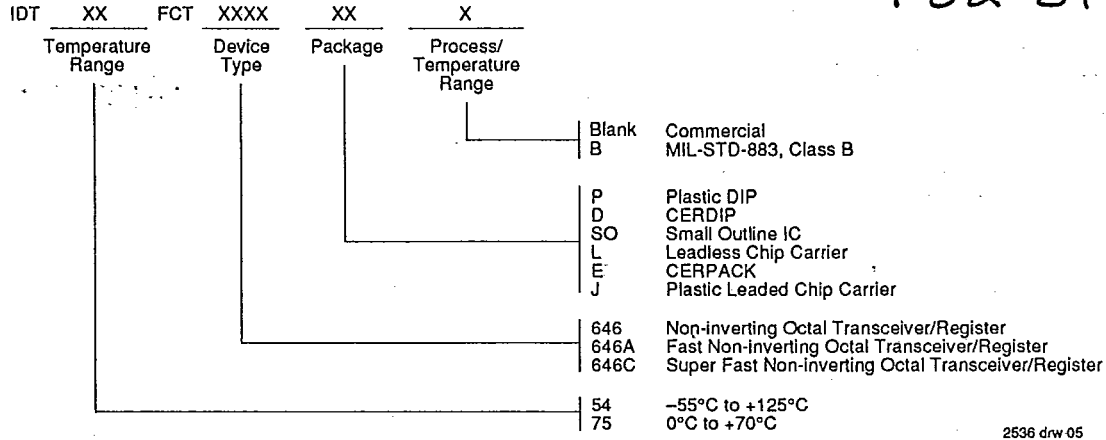 IDT XX FCT XXXX XX X
Temperature Range
Device Type
Package
Process/ Temperature Range
Blank Commercial
B MIL-STD-883, Class B
P Plastic DIP
D CERDIP
SO Small Outline IC
L Leadless Chip Carrier
E CERPACK
J Plastic Leaded Chip Carrier
646 Non-inverting Octal Transceiver/Register
646A Fast Non-inverting Octal Transceiver/Register
646C Super Fast Non-inverting Octal Transceiver/Register
54 –55°C to +125°C
75 0°C to +70°C
2536 drw 05